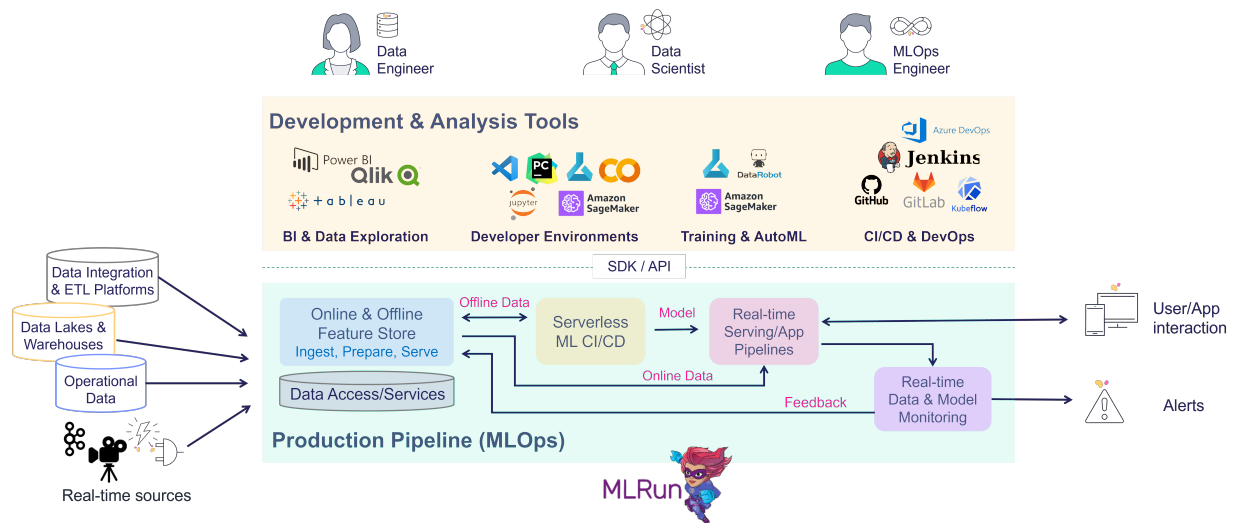 Data
Engineer
Data
Scientist
MLOps
Engineer
Development & Analysis Tools
Power BI
Qlik
+ a b l e a u
PC
jupyter
Amazon
SageMaker
DataRobot
Amazon
SageMaker
Azure DevOps
Jenkins
GitHub
GitLab
Kubeflow
BI & Data Exploration
Developer Environments
Training & AutoML
CI/CD & DevOps
SDK / API
Data Integration
& ETL Platforms
Data Lakes &
Warehouses
Operational
Data
Real-time sources
Online & Offline
Feature Store
Ingest, Prepare, Serve
Data Access/Services
Offline Data
Serverless
ML CI/CD
Model
Real-time
Serving/App
Pipelines
Online Data
Feedback
Real-time
Data & Model
Monitoring
User/App
interaction
Alerts
Production Pipeline (MLOps)
MLRun